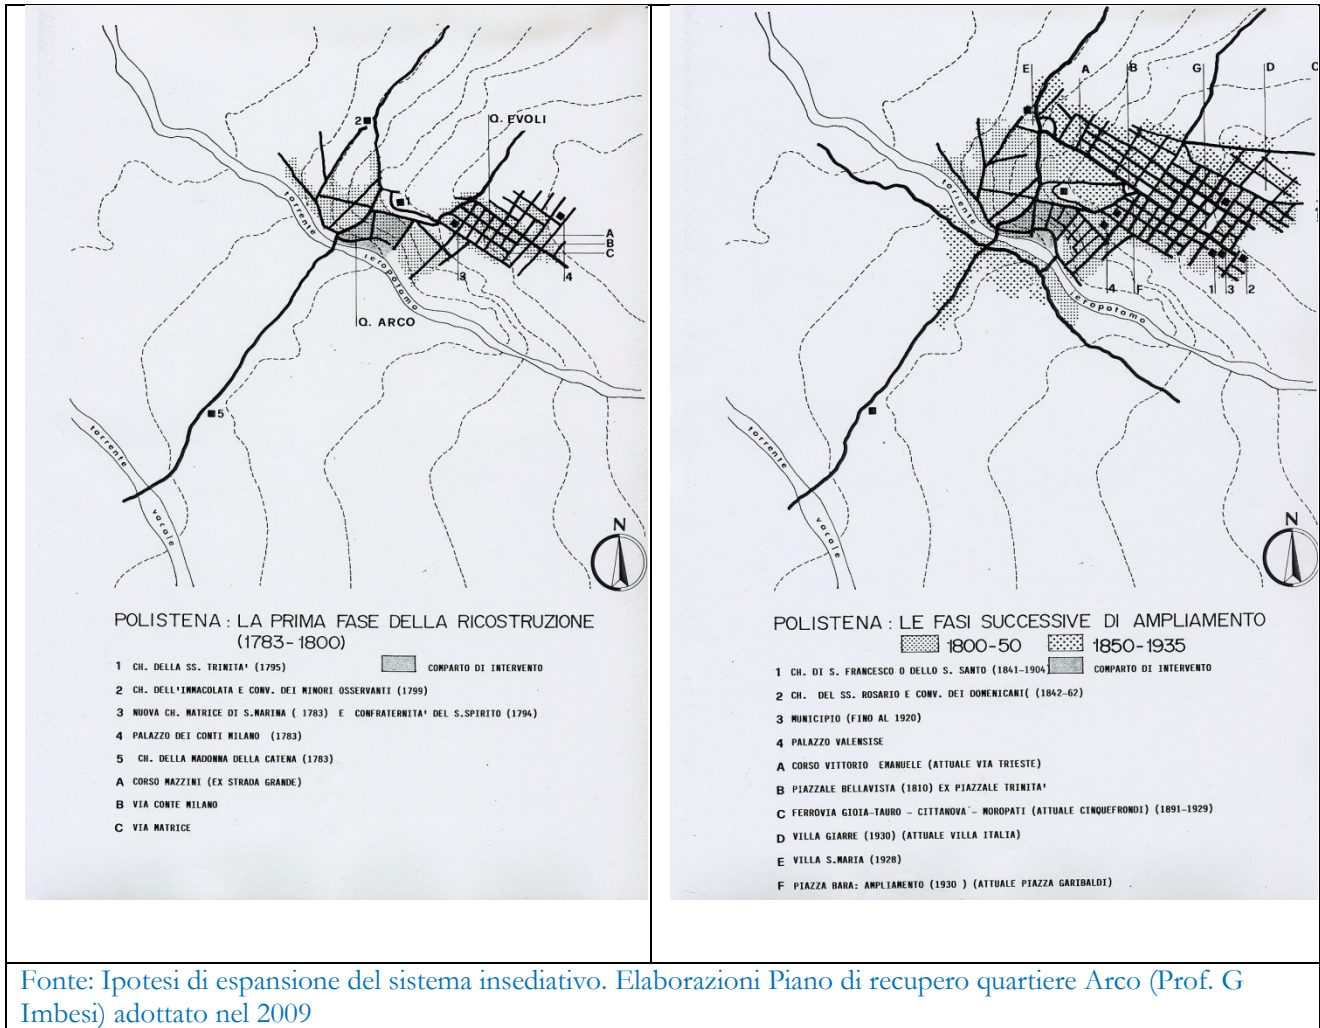 2
Q. EVOLI
1
torrente
ieropotamo
A
B
C
3
4
Q. ARCO
5
torrente
vacale
N
POLISTENA : LA PRIMA FASE DELLA RICOSTRUZIONE
(1783-1800)
1 CH. DELLA SS. TRINITA' (1795) COMPARTO DI INTERVENTO
2 CH. DELL'IMMACOLATA E CONV. DEI MINORI OSSERVANTI (1799)
3 NUOVA CH. MATRICE DI S.MARINA ( 1783) E CONFRATERNITA' DEL S.SPIRITO (1794)
4 PALAZZO DEI CONTI MILANO (1783)
5 CH. DELLA MADONNA DELLA CATENA (1783)
A CORSO MAZZINI (EX STRADA GRANDE)
B VIA CONTE MILANO
C VIA MATRICE
E A B G D C
torrente
ieropotamo
4 F 1 3 2
torrente
vacale
N
POLISTENA : LE FASI SUCCESSIVE DI AMPLIAMENTO
1800-50 1850-1935
1 CH. DI S. FRANCESCO O DELLO S. SANTO (1841-1904) COMPARTO DI INTERVENTO
2 CH. DEL SS. ROSARIO E CONV. DEI DOMENICANI( (1842-62)
3 MUNICIPIO (FINO AL 1920)
4 PALAZZO VALENSISE
A CORSO VITTORIO EMANUELE (ATTUALE VIA TRIESTE)
B PIAZZALE BELLAVISTA (1810) EX PIAZZALE TRINITA'
C FERROVIA GIOIA-TAURO - CITTANOVA - MOROPATI (ATTUALE CINQUEFRONDI) (1891-1929)
D VILLA GIARRE (1930) (ATTUALE VILLA ITALIA)
E VILLA S.MARIA (1928)
F PIAZZA BARA: AMPLIAMENTO (1930 ) (ATTUALE PIAZZA GARIBALDI)
Fonte: Ipotesi di espansione del sistema insediativo. Elaborazioni Piano di recupero quartiere Arco (Prof. G
Imbesi) adottato nel 2009